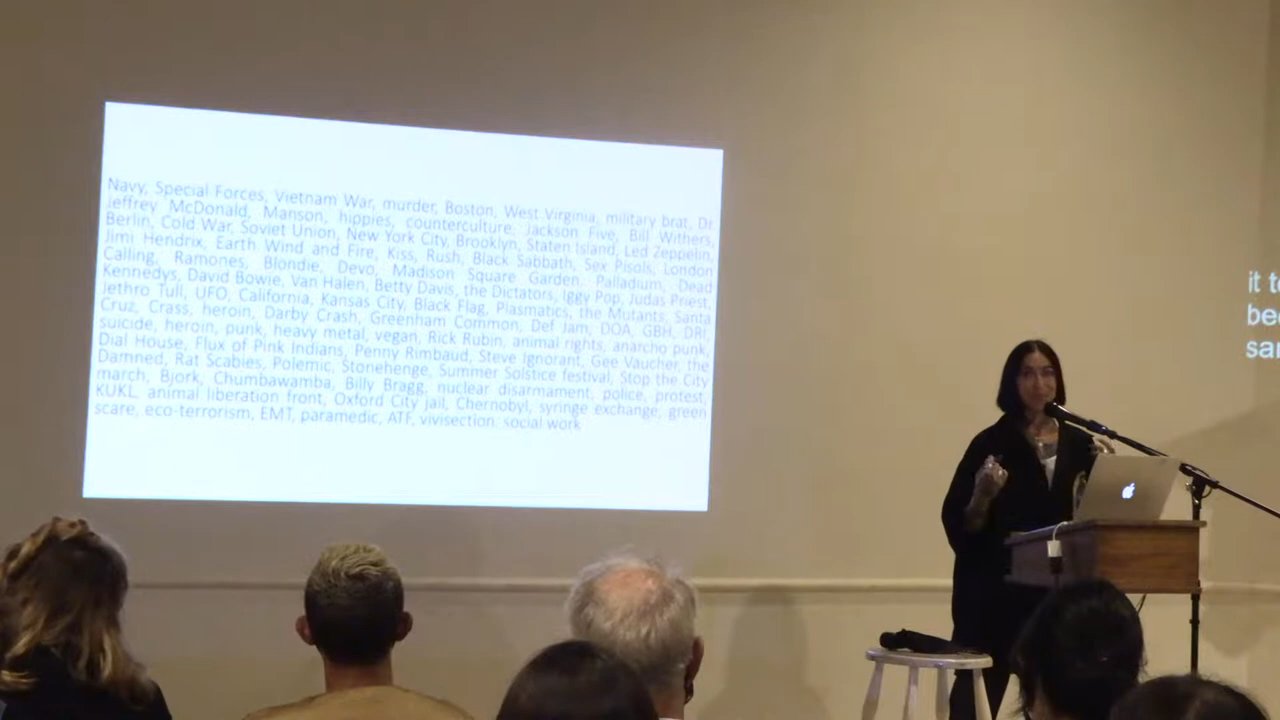 Navy, Special Forces, Vietnam War, murder, Boston, West Virginia, military brat, Dr
Jeffrey McDonald, Manson, hippies, counterculture, Jackson Five, Bill Withers,
Berlin, Cold War, Soviet Union, New York City, Brooklyn, Staten Island, Led Zeppelin,
Jimi Hendrix, Earth Wind and Fire, Kiss, Rush, Black Sabbath, Sex Pisols, London
Calling, Ramones, Blondie, Devo, Madison Square Garden, Palladium, Dead
Kennedys, David Bowie, Van Halen, Betty Davis, the Dictators, Iggy Pop, Judas Priest,
Jethro Tull, UFO, California, Kansas City, Black Flag, Plasmatics, the Mutants, Santa
Cruz, Crass, heroin, Darby Crash, Greenham Common, Def Jam, DOA, GBH, DRI,
suicide, heroin, punk, heavy metal, vegan, Rick Rubin, animal rights, anarcho punk,
Dial House, Flux of Pink Indians, Penny Rimbaud, Steve Ignorant, Gee Vaucher, the
Damned, Rat Scabies, Polemic, Stonehenge, Summer Solstice festival, Stop the City
march, Bjork, Chumbawamba, Billy Bragg, nuclear disarmament, police, protest,
KUKL, animal liberation front, Oxford City Jail, Chernobyl, syringe exchange, green
scare, eco-terrorism, EMT, paramedic, ATF, vivisection, social work
it